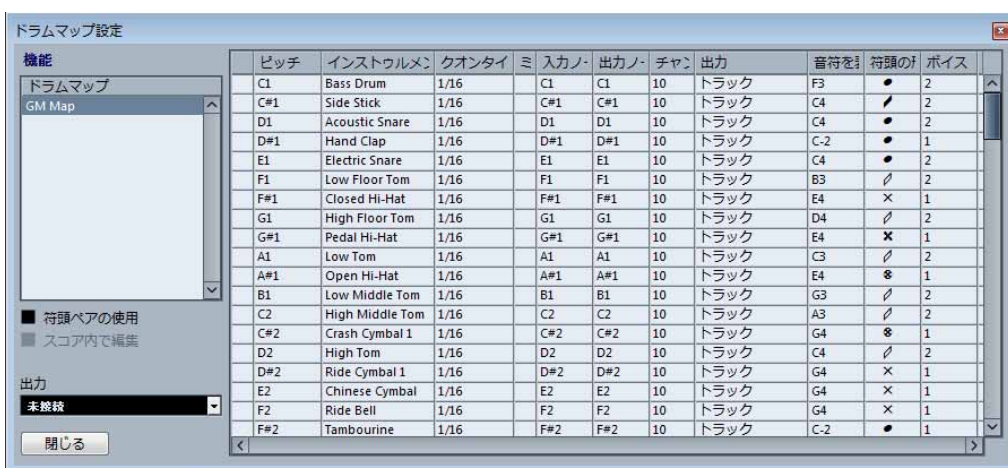 ドラムマップ設定
機能
ドラムマップ
GM Map
符頭ペアの使用
スコア内で編集
出力
未接続
閉じる
ピッチ インストゥルメン クオンタイ ミ 入力ノー 出力ノー チャン 出力 音符を 符頭の ボイス
C1 Bass Drum 1/16 C1 C1 10 トラック F3 2
C#1 Side Stick 1/16 C#1 C#1 10 トラック C4 2
D1 Acoustic Snare 1/16 D1 D1 10 トラック C4 2
D#1 Hand Clap 1/16 D#1 D#1 10 トラック C-2 1
E1 Electric Snare 1/16 E1 E1 10 トラック C4 2
F1 Low Floor Tom 1/16 F1 F1 10 トラック B3 2
F#1 Closed Hi-Hat 1/16 F#1 F#1 10 トラック E4 1
G1 High Floor Tom 1/16 G1 G1 10 トラック D4 2
G#1 Pedal Hi-Hat 1/16 G#1 G#1 10 トラック E4 1
A1 Low Tom 1/16 A1 A1 10 トラック C3 2
A#1 Open Hi-Hat 1/16 A#1 A#1 10 トラック E4 1
B1 Low Middle Tom 1/16 B1 B1 10 トラック G3 2
C2 High Middle Tom 1/16 C2 C2 10 トラック A3 2
C#2 Crash Cymbal 1 1/16 C#2 C#2 10 トラック G4 1
D2 High Tom 1/16 D2 D2 10 トラック C4 2
D#2 Ride Cymbal 1 1/16 D#2 D#2 10 トラック G4 1
E2 Chinese Cymbal 1/16 E2 E2 10 トラック G4 1
F2 Ride Bell 1/16 F2 F2 10 トラック G4 1
F#2 Tambourine 1/16 F#2 F#2 10 トラック C-2 1